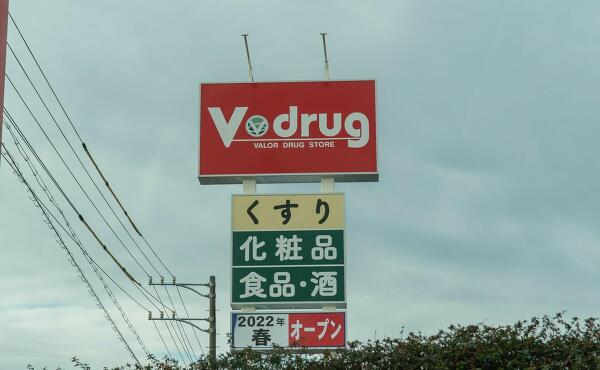 V drug
VALOR DRUG STORE
くすり
化粧品
食品・酒
2022年
春
オープン